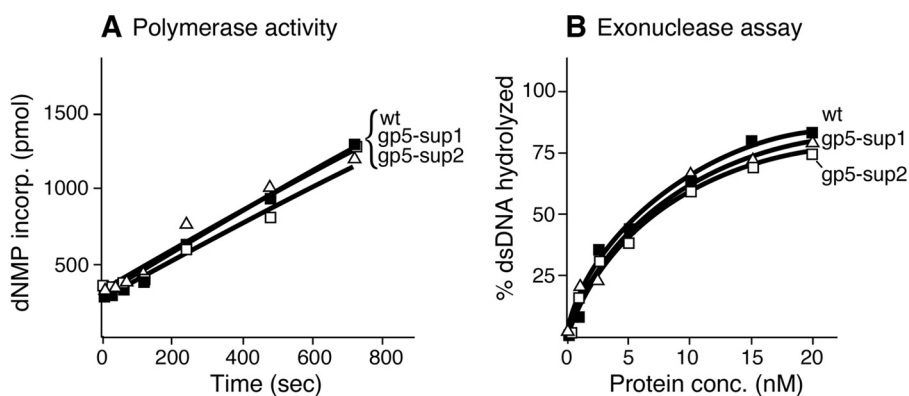 A Polymerase activity
dNMP incorp. (pmol)
1500
1000
500
0 200 400 600 800
Time (sec)
wt
gp5-sup1
gp5-sup2
B Exonuclease assay
% dsDNA hydrolyzed
100
75
50
25
0 5 10 15 20
Protein conc. (nM)
wt
gp5-sup1
gp5-sup2